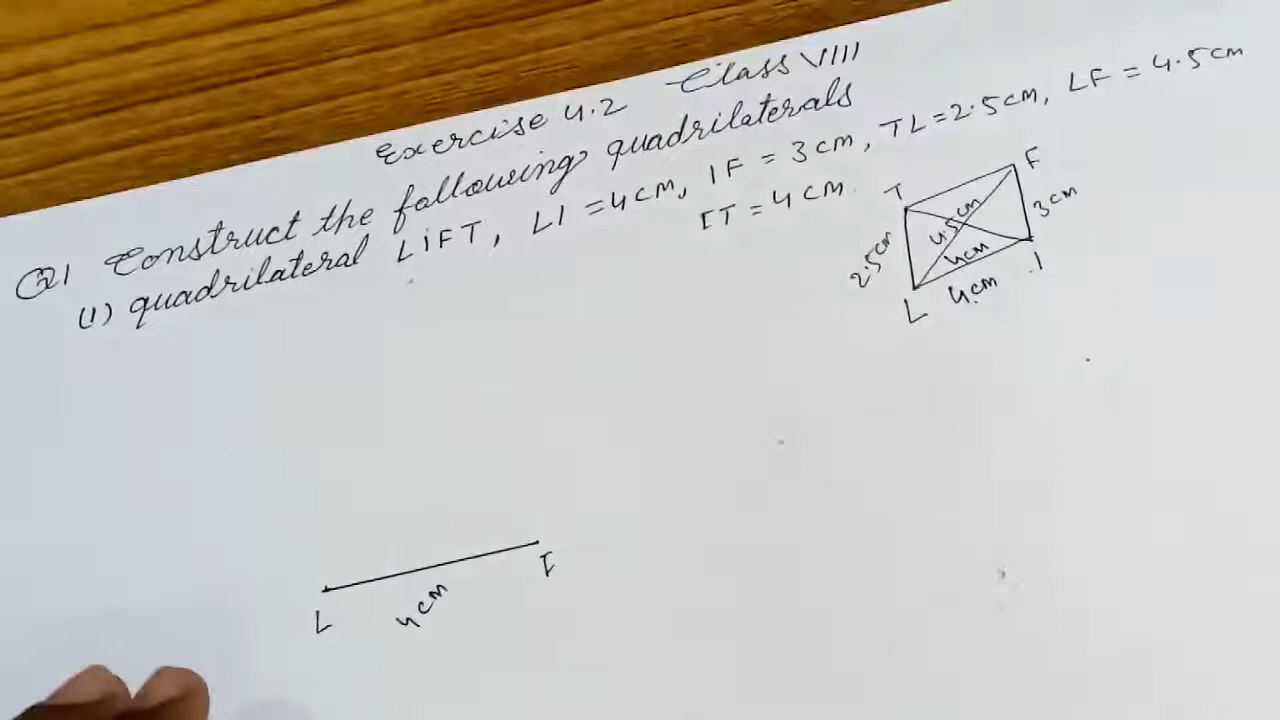 Exercise 4.2 Class VIII
Q1 Construct the following quadrilaterals
(1) quadrilateral LIFT, LI = 4cm, IF = 3cm, TL = 2.5cm, LF = 4.5cm
IT = 4cm
T
F
2.5cm
4.5cm
4cm
3cm
L
4cm
I
L
4cm
I